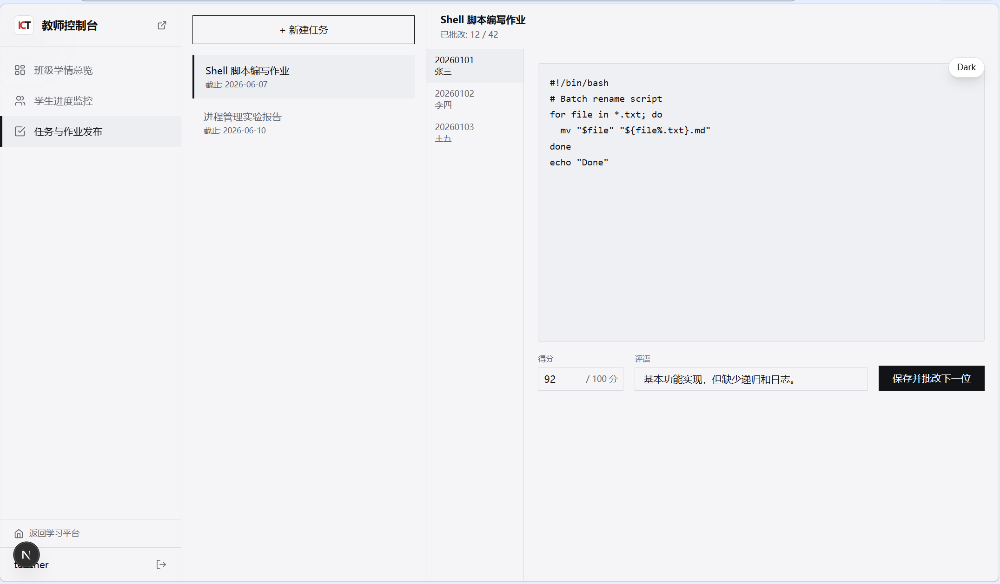 ICT 教师控制台
班级学情总览
学生进度监控
任务与作业发布
返回学习平台
N
+ 新建任务
Shell 脚本编写作业
截止: 2026-06-07
进程管理实验报告
截止: 2026-06-10
Shell 脚本编写作业
已批改: 12 / 42
20260101
张三
20260102
李四
20260103
王五
Dark
#!/bin/bash
# Batch rename script
for file in *.txt; do
  mv "$file" "${file%.txt}.md"
done
echo "Done"
得分
92 / 100 分
评语
基本功能实现，但缺少递归和日志。
保存并批改下一位